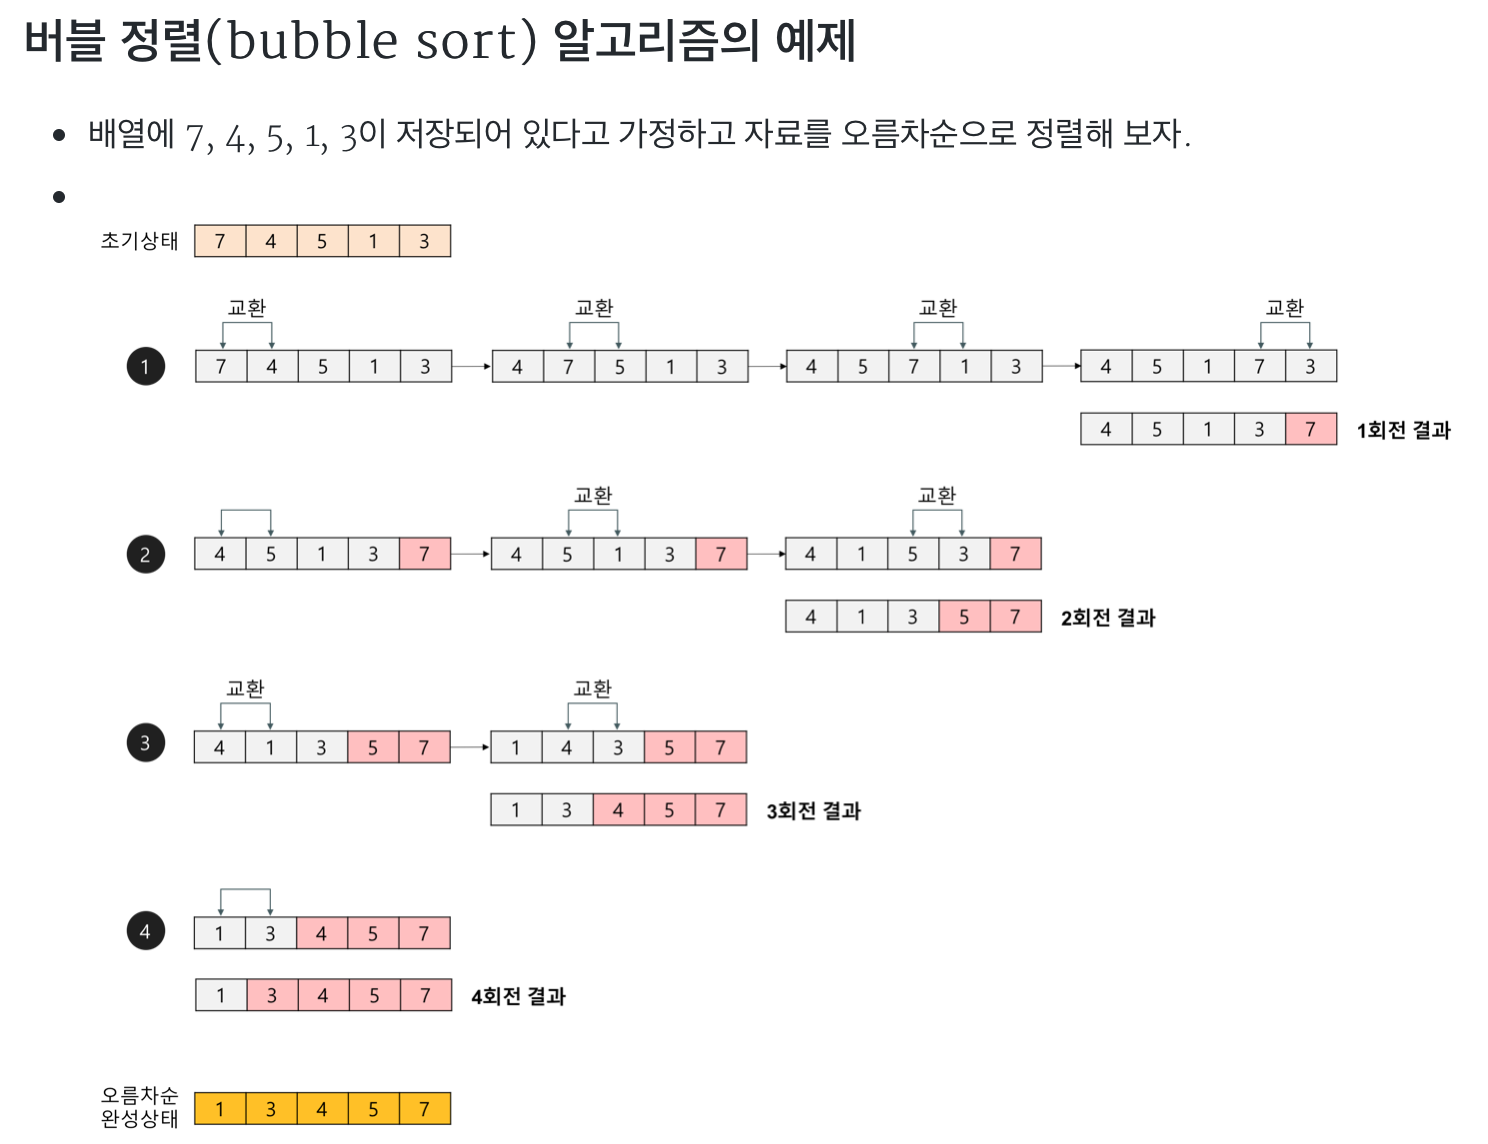 버블 정렬(bubble sort) 알고리즘의 예제
배열에 7, 4, 5, 1, 3이 저장되어 있다고 가정하고 자료를 오름차순으로 정렬해 보자.
초기상태 7 4 5 1 3
교환 교환 교환 교환
1 7 4 5 1 3 4 7 5 1 3 4 5 7 1 3 4 5 1 7 3
4 5 1 3 7 1회전 결과
교환 교환
2 4 5 1 3 7 4 5 1 3 7 4 1 5 3 7
4 1 3 5 7 2회전 결과
교환 교환
3 4 1 3 5 7 1 4 3 5 7
1 3 4 5 7 3회전 결과
4 1 3 4 5 7
1 3 4 5 7 4회전 결과
오름차순
완성상태 1 3 4 5 7